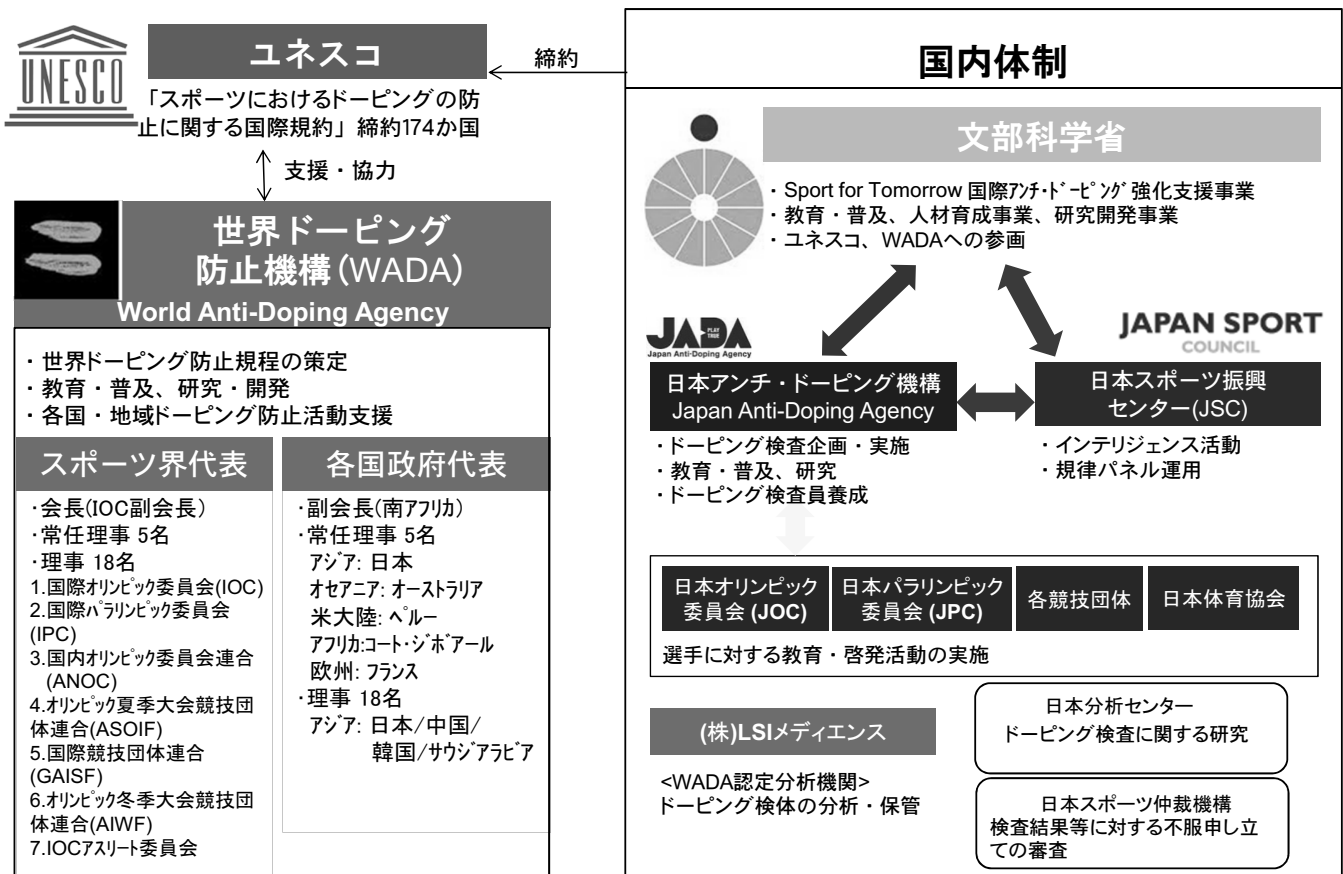 UNESCO
ユネスコ
「スポーツにおけるドーピングの防
止に関する国際規約」締約174か国
支援・協力
世界ドーピング
防止機構(WADA)
World Anti-Doping Agency
・世界ドーピング防止規程の策定
・教育・普及、研究・開発
・各国・地域ドーピング防止活動支援
スポーツ界代表
・会長(IOC副会長)
・常任理事 5名
・理事 18名
1.国際オリンピック委員会(IOC)
2.国際パラリンピック委員会
(IPC)
3.国内オリンピック委員会連合
(ANOC)
4.オリンピック夏季大会競技団
体連合(ASOIF)
5.国際競技団体連合
(GAISF)
6.オリンピック冬季大会競技団
体連合(AIWF)
7.IOCアスリート委員会
各国政府代表
・副会長(南アフリカ)
・常任理事 5名
アジア: 日本
オセアニア: オーストラリア
米大陸: ペルー
アフリカ:コート・ジボアール
欧州: フランス
・理事 18名
アジア: 日本/中国/
韓国/サウジアラビア
締約
国内体制
文部科学省
・Sport for Tomorrow 国際アンチ・ドーピング強化支援事業
・教育・普及、人材育成事業、研究開発事業
・ユネスコ、WADAへの参画
JADA
PLAY
TRUE
Japan Anti-Doping Agency
日本アンチ・ドーピング機構
Japan Anti-Doping Agency
・ドーピング検査企画・実施
・教育・普及、研究
・ドーピング検査員養成
JAPAN SPORT
COUNCIL
日本スポーツ振興
センター(JSC)
・インテリジェンス活動
・規律パネル運用
日本オリンピック
委員会 (JOC)
日本パラリンピック
委員会 (JPC)
各競技団体
日本体育協会
選手に対する教育・啓発活動の実施
(株)LSIメディエンス
<WADA認定分析機関>
ドーピング検体の分析・保管
日本分析センター
ドーピング検査に関する研究
日本スポーツ仲裁機構
検査結果等に対する不服申し立
ての審査